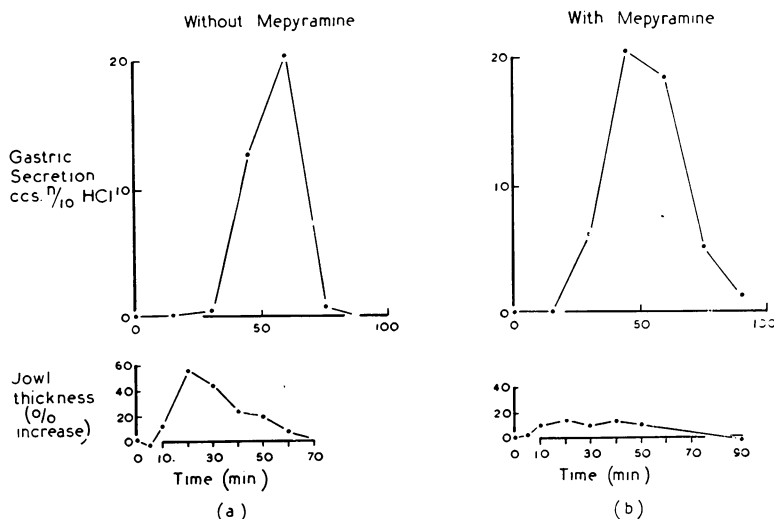 Without Mepyramine
With Mepyramine
20
10
0
0
50
100
20
10
0
0
50
100
Gastric
Secretion
ccs. n/10 HCl
Jowl
thickness
(%
increase)
60
40
20
0
0
10.
30
50
70
Time (min)
(a)
40
20
0
0
10
30
50
70
90
Time (min)
(b)